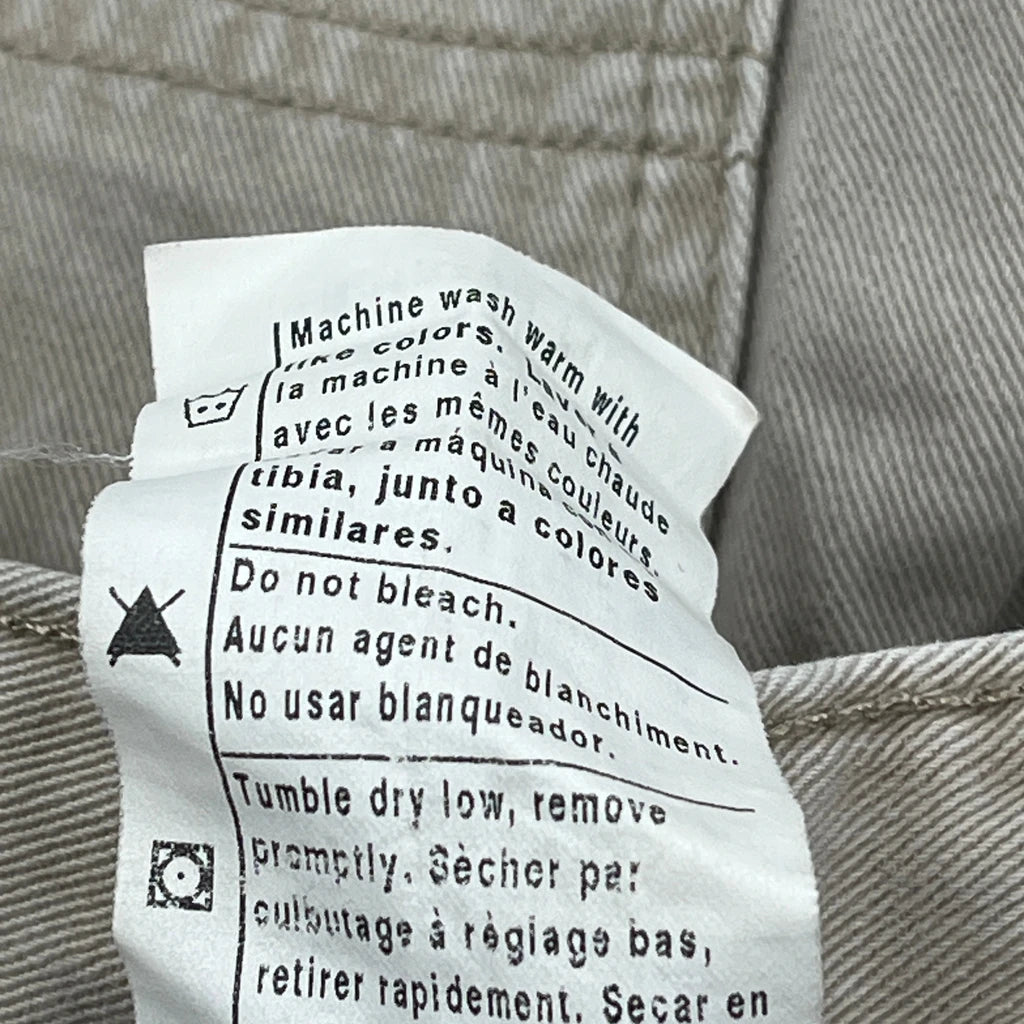 Machine wash warm with
like colors. Laver à
la machine à l'eau chaude
avec les mêmes couleurs.
a máquina
tibia, junto a colores
similares.
Do not bleach.
Aucun agent de blanchiment.
No usar blanqueador.
Tumble dry low, remove
promptly. Sècher par
culbutage à règlage bas,
retirer rapidement. Secar en